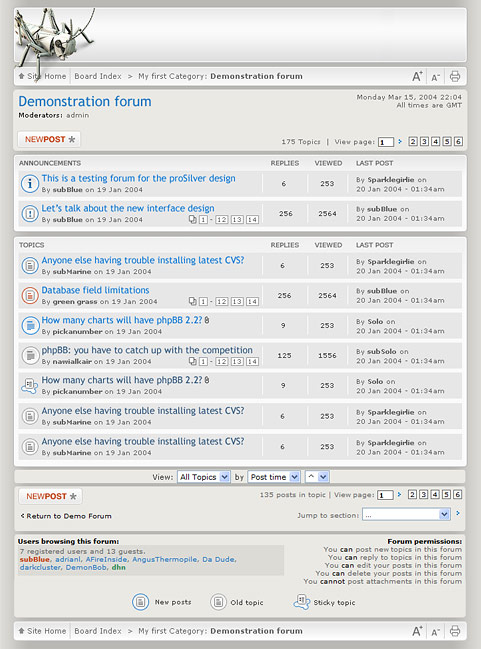 Site Home Board Index > My first Category: Demonstration forum A+ A-
Demonstration forum
Monday Mar 15, 2004 22:04
All times are GMT
Moderators: admin
NEWPOST *
175 Topics | View page: 1 > 2 3 4 5 6
ANNOUNCEMENTS REPLIES VIEWED LAST POST
This is a testing forum for the proSilver design
By subBlue on 19 Jan 2004
6 253
By Sparklegirlie on
20 Jan 2004 - 01:34am
Let's talk about the new interface design
By subBlue on 19 Jan 2004 1 - 12 13 14
256 2564
By subBlue on
20 Jan 2004 - 01:34am
TOPICS REPLIES VIEWED LAST POST
Anyone else having trouble installing latest CVS?
By subMarine on 19 Jan 2004
6 253
By Sparklegirlie on
20 Jan 2004 - 01:34am
Database field limitations
By green grass on 19 Jan 2004 1 - 12 13 14
256 2564
By subBlue on
20 Jan 2004 - 01:34am
How many charts will have phpBB 2.2?
By pickanumber on 19 Jan 2004
9 253
By Solo on
20 Jan 2004 - 01:34am
phpBB: you have to catch up with the competition
By nawialkair on 19 Jan 2004 1 - 12 13 14
125 1556
By subSolo on
20 Jan 2004 - 01:34am
How many charts will have phpBB 2.2?
By pickanumber on 19 Jan 2004
9 253
By Solo on
20 Jan 2004 - 01:34am
Anyone else having trouble installing latest CVS?
By subMarine on 19 Jan 2004
6 253
By Sparklegirlie on
20 Jan 2004 - 01:34am
Anyone else having trouble installing latest CVS?
By subMarine on 19 Jan 2004
6 253
By Sparklegirlie on
20 Jan 2004 - 01:34am
View: All Topics by Post time ^
NEWPOST *
135 posts in topic | View page: 1 > 2 3 4 5 6
< Return to Demo Forum
Jump to section: ... >
Users browsing this forum:
7 registered users and 13 guests.
subBlue, adrianl, AFireInside, AngusThermopile, Da Dude,
darkcluster, DemonBob, dhn
Forum permissions:
You can post new topics in this forum
You can reply to topics in this forum
You can edit your posts in this forum
You can delete your posts in this forum
You cannot post attachments in this forum
New posts Old topic Sticky topic
Site Home Board Index > My first Category: Demonstration forum A+ A-